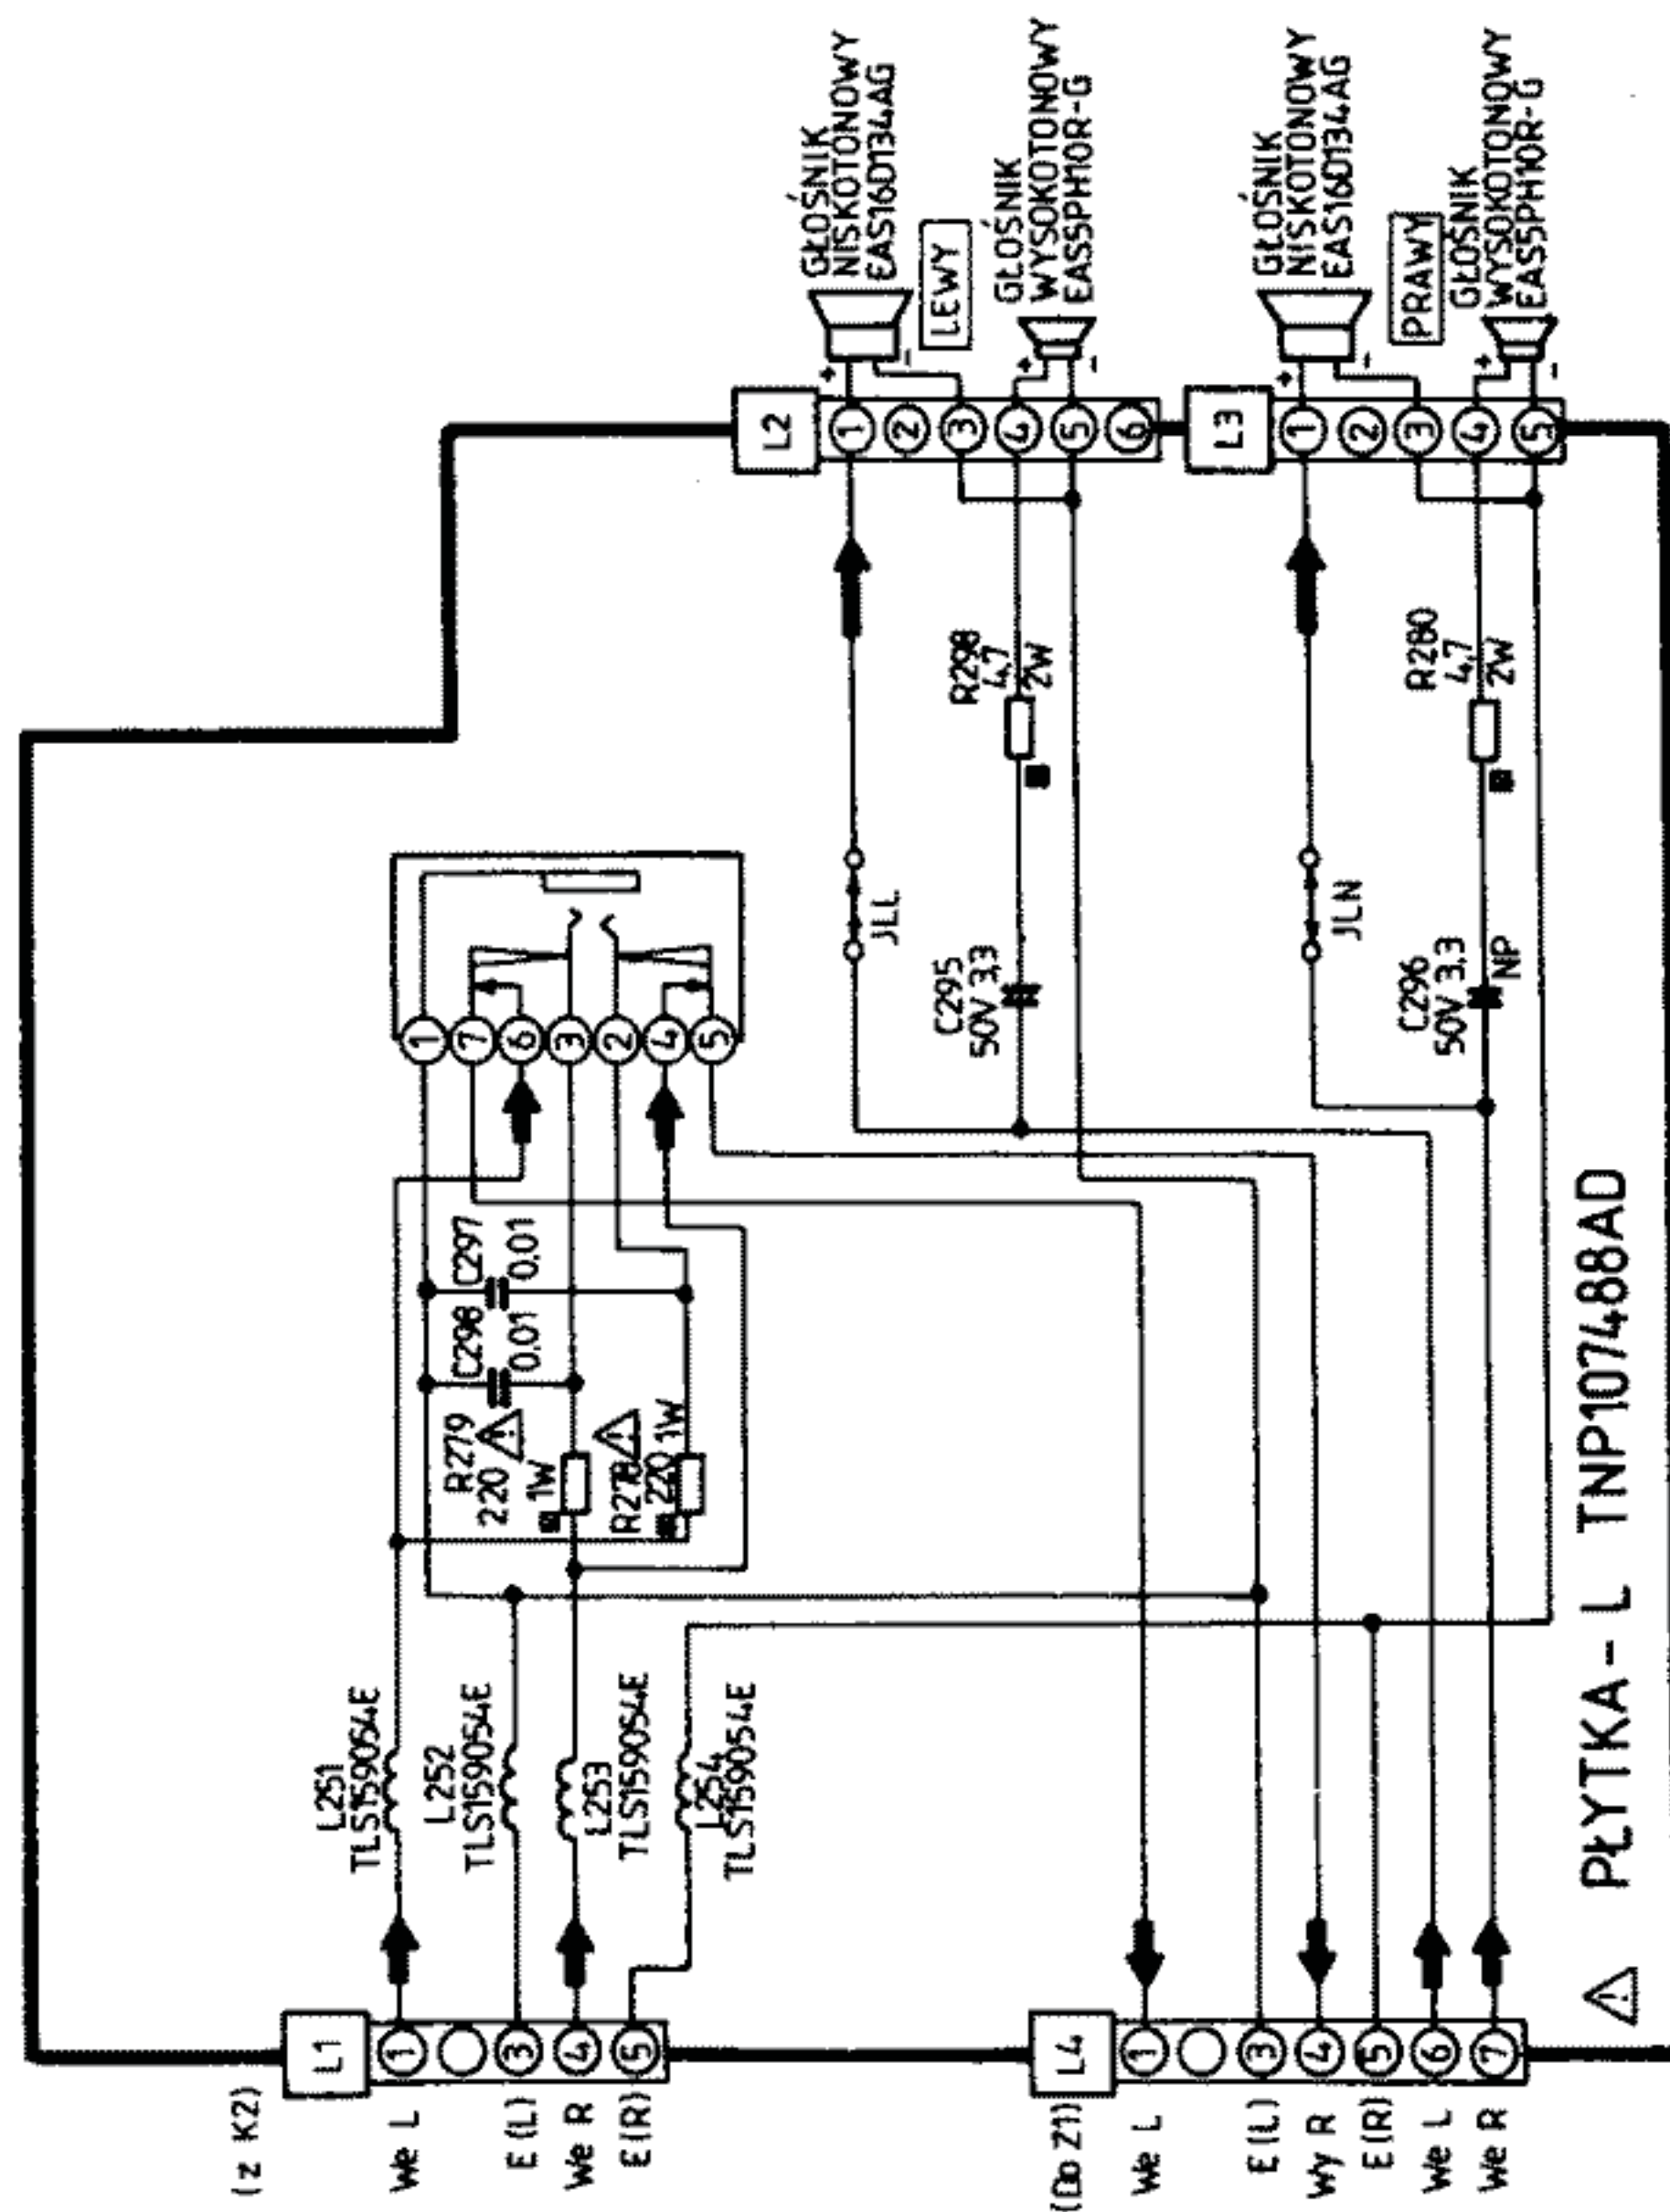 (z K2)
L1
We L
1
E(L)
3
We R
4
E(R)
5
L251
TLS159054E
L252
TLS159054E
L253
TLS159054E
L254
TLS159054E
R279
220
1W
R278
220 1W
C298
0.01
C297
0.01
1
7
6
3
2
4
5
(Do Z1)
L4
We L
1
E(L)
3
Wy R
4
E(R)
5
We L
6
We R
7
JLL
C295
50V 3,3
R298
4,7
2W
JLN
C296
50V 3,3
NP
R280
4,7
2W
L2
1
2
3
4
5
6
+
-
GŁOŚNIK
NISKOTONOWY
EAS16D134AG
LEWY
+
-
GŁOŚNIK
WYSOKOTONOWY
EAS5PH10R-G
L3
1
2
3
4
5
+
-
GŁOŚNIK
NISKOTONOWY
EAS16D134AG
PRAWY
+
-
GŁOŚNIK
WYSOKOTONOWY
EAS5PH10R-G
PŁYTKA - L TNP107488AD